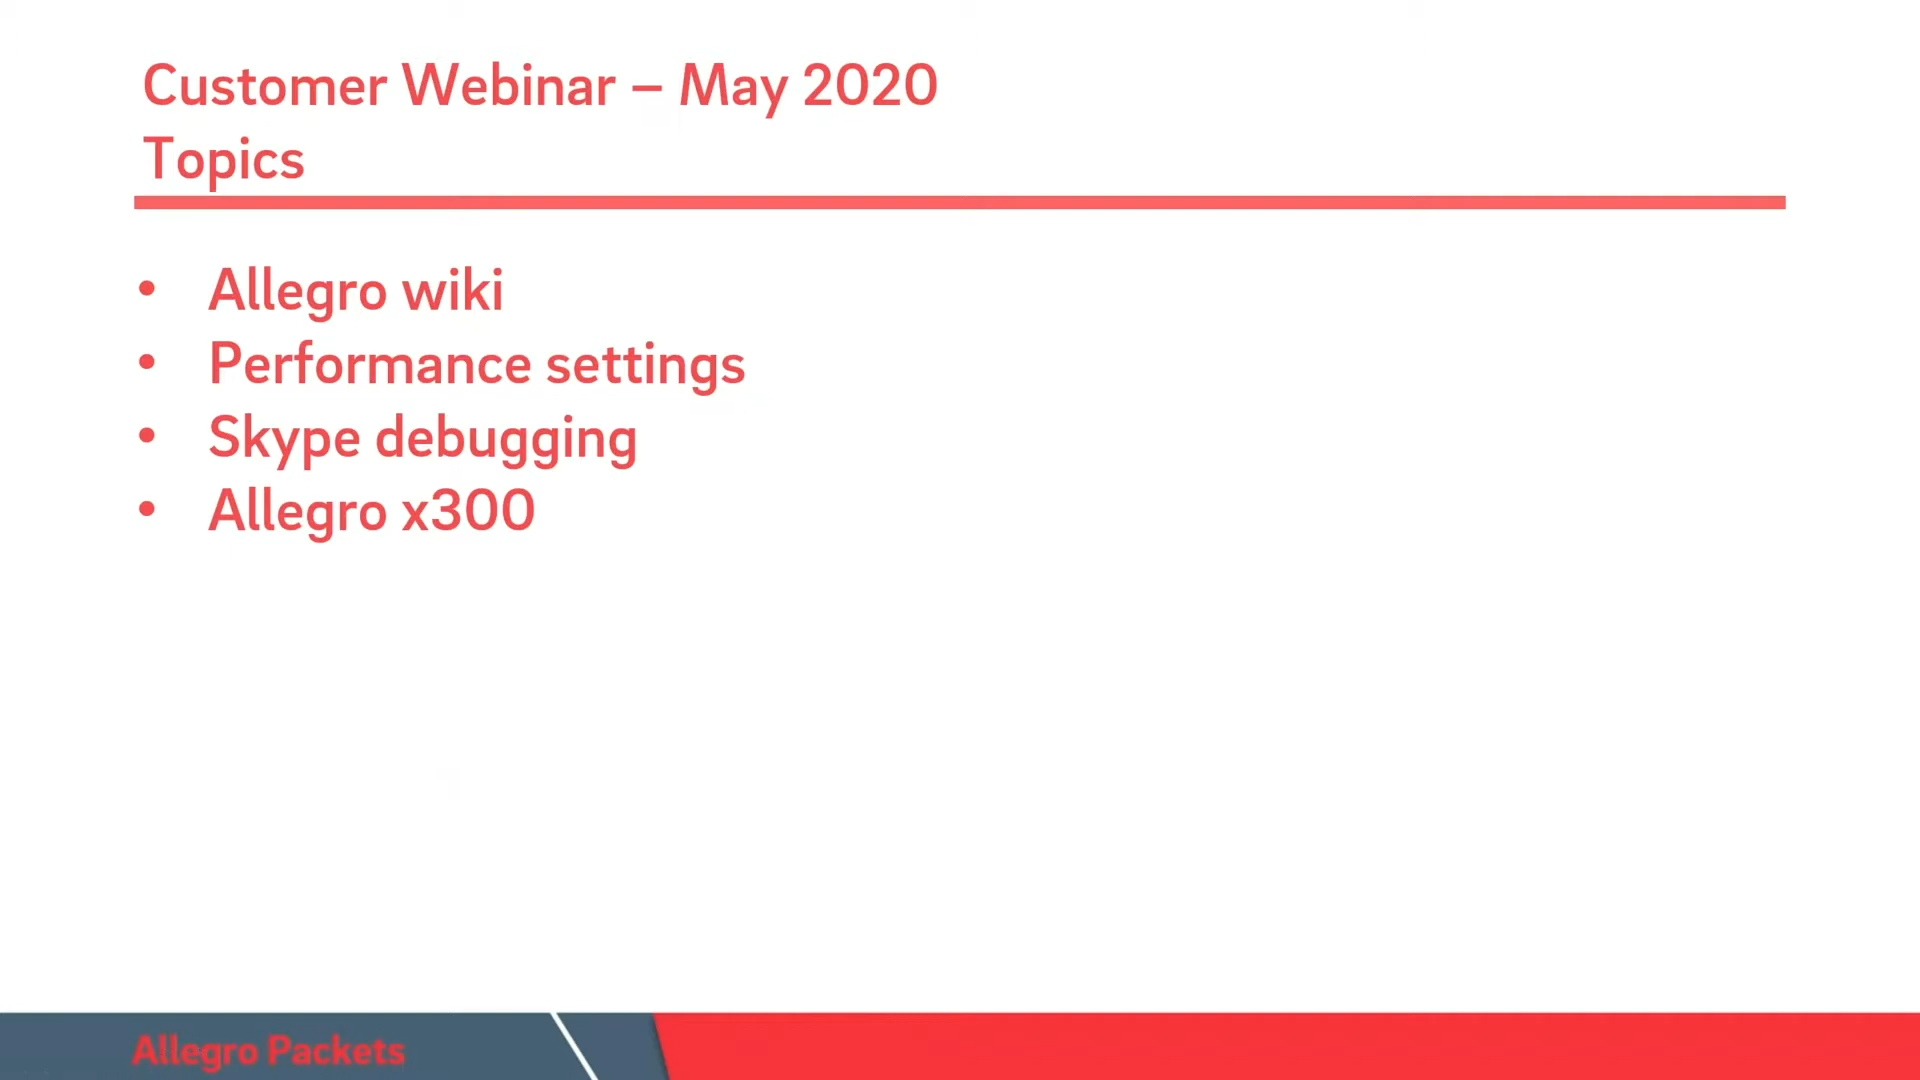 Customer Webinar – May 2020
Topics
• Allegro wiki
• Performance settings
• Skype debugging
• Allegro x300
Allegro Packets